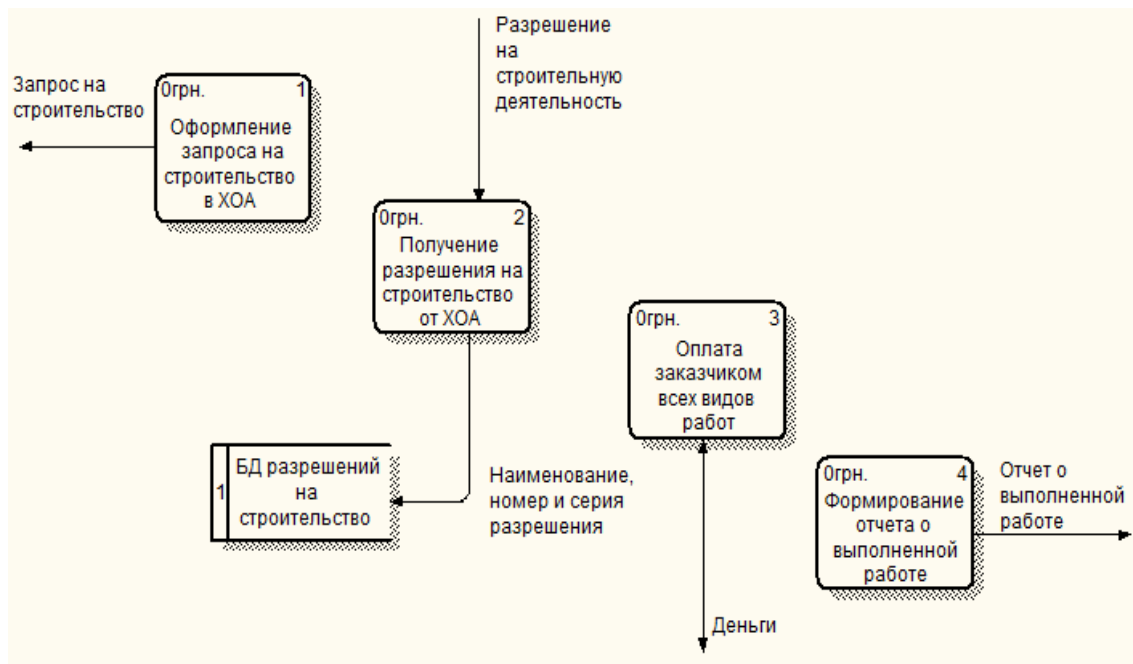 Разрешение
на
строительную
деятельность
Запрос на
строительство
0грн. 1
Оформление
запроса на
строительство
в ХОА
0грн. 2
Получение
разрешения на
строительство
от ХОА
0грн. 3
Оплата
заказчиком
всех видов
работ
1
БД разрешений
на
строительство
Наименование,
номер и серия
разрешения
0грн. 4
Формирование
отчета о
выполненной
работе
Отчет о
выполненной
работе
Деньги